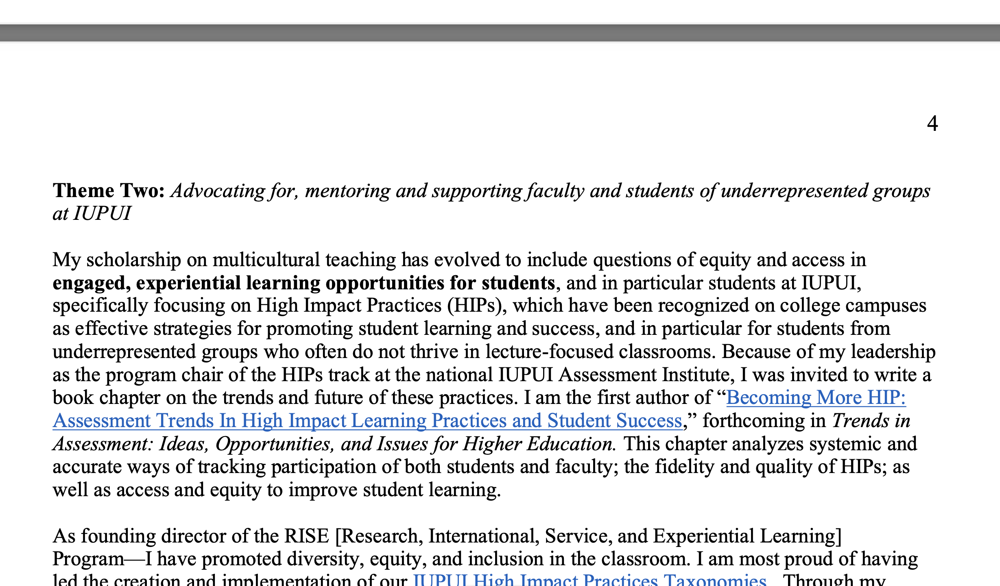 4
Theme Two: Advocating for, mentoring and supporting faculty and students of underrepresented groups
at IUPUI
My scholarship on multicultural teaching has evolved to include questions of equity and access in
engaged, experiential learning opportunities for students, and in particular students at IUPUI,
specifically focusing on High Impact Practices (HIPs), which have been recognized on college campuses
as effective strategies for promoting student learning and success, and in particular for students from
underrepresented groups who often do not thrive in lecture-focused classrooms. Because of my leadership
as the program chair of the HIPs track at the national IUPUI Assessment Institute, I was invited to write a
book chapter on the trends and future of these practices. I am the first author of “Becoming More HIP:
Assessment Trends In High Impact Learning Practices and Student Success,” forthcoming in Trends in
Assessment: Ideas, Opportunities, and Issues for Higher Education. This chapter analyzes systemic and
accurate ways of tracking participation of both students and faculty; the fidelity and quality of HIPs; as
well as access and equity to improve student learning.
As founding director of the RISE [Research, International, Service, and Experiential Learning]
Program—I have promoted diversity, equity, and inclusion in the classroom. I am most proud of having
led the creation and implementation of our IUPUI High Impact Practices Taxonomies. Through my